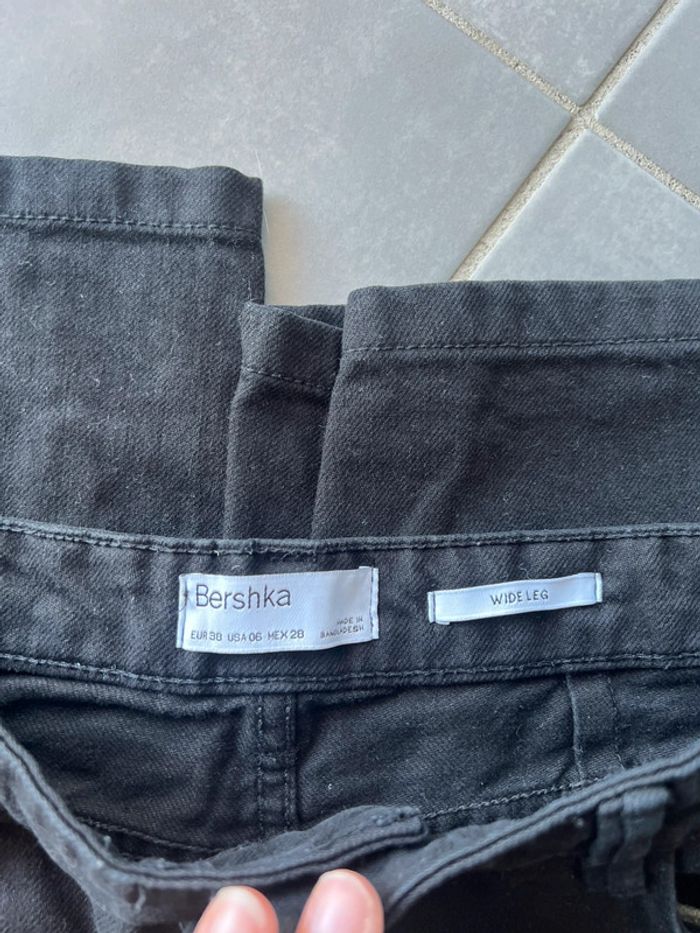 Bershka
EUR 38 USA 06 MEX 28
MADE IN
BANGLADESH
WIDE LEG